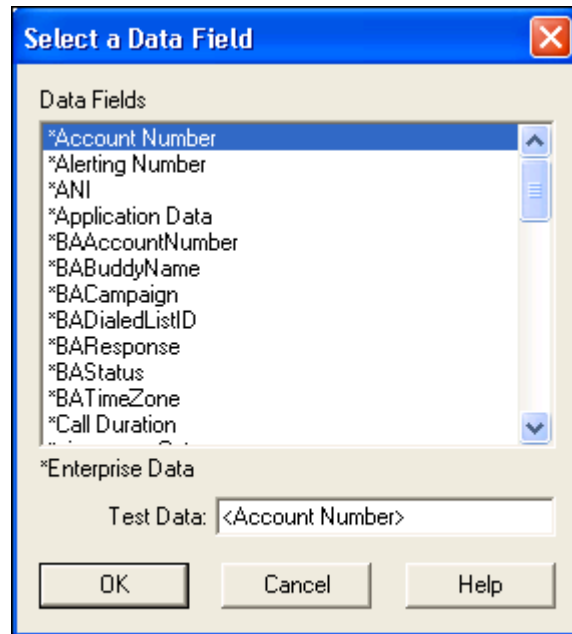 Select a Data Field
Data Fields
*Account Number
*Alerting Number
*ANI
*Application Data
*BAAccountNumber
*BABuddyName
*BACampaign
*BADialedListID
*BAResponse
*BAStatus
*BATimeZone
*Call Duration
*Enterprise Data
Test Data: <Account Number>
OK Cancel Help